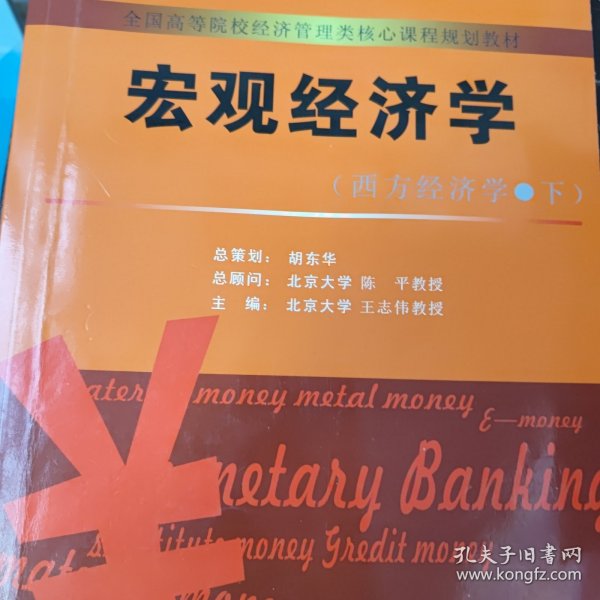 全国高等院校经济管理类核心课程规划教材
宏观经济学
（西方经济学●下）
总策划： 胡东华
总顾问： 北京大学 陈 平教授
主 编： 北京大学 王志伟教授
money metal money
E—money
netary Banking
money Gredit money
孔夫子旧书网
www.kongfz.com